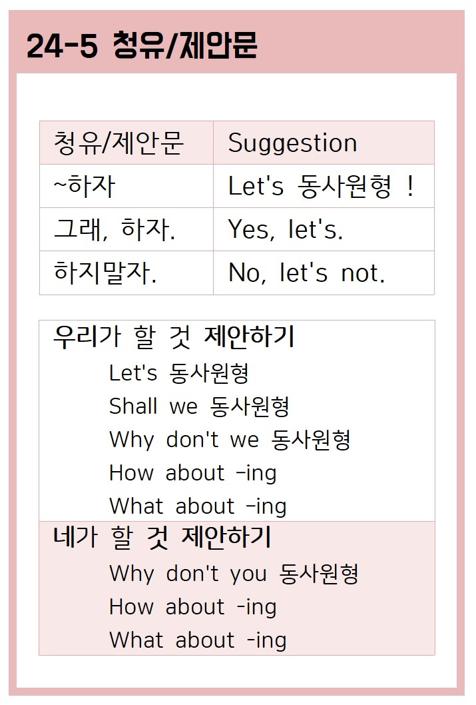 24-5 청유/제안문
청유/제안문 Suggestion
~하자 Let's 동사원형 !
그래, 하자. Yes, let's.
하지말자. No, let's not.
우리가 할 것 제안하기
Let's 동사원형
Shall we 동사원형
Why don't we 동사원형
How about -ing
What about -ing
네가 할 것 제안하기
Why don't you 동사원형
How about -ing
What about -ing